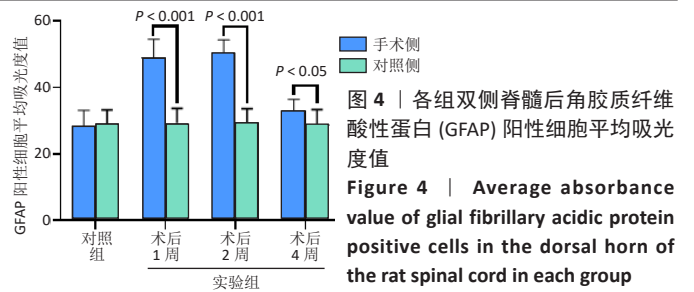 60
40
20
0
GFAP 阳性细胞平均吸光度值
P < 0.001
P < 0.001
P < 0.05
手术侧
对照侧
对照
组
术后
1 周
术后
2 周
术后
4 周
实验组
图 4 ｜各组双侧脊髓后角胶质纤维
酸性蛋白 (GFAP) 阳性细胞平均吸光
度值
Figure 4 ｜ Average absorbance
value of glial fibrillary acidic protein
positive cells in the dorsal horn of
the rat spinal cord in each group